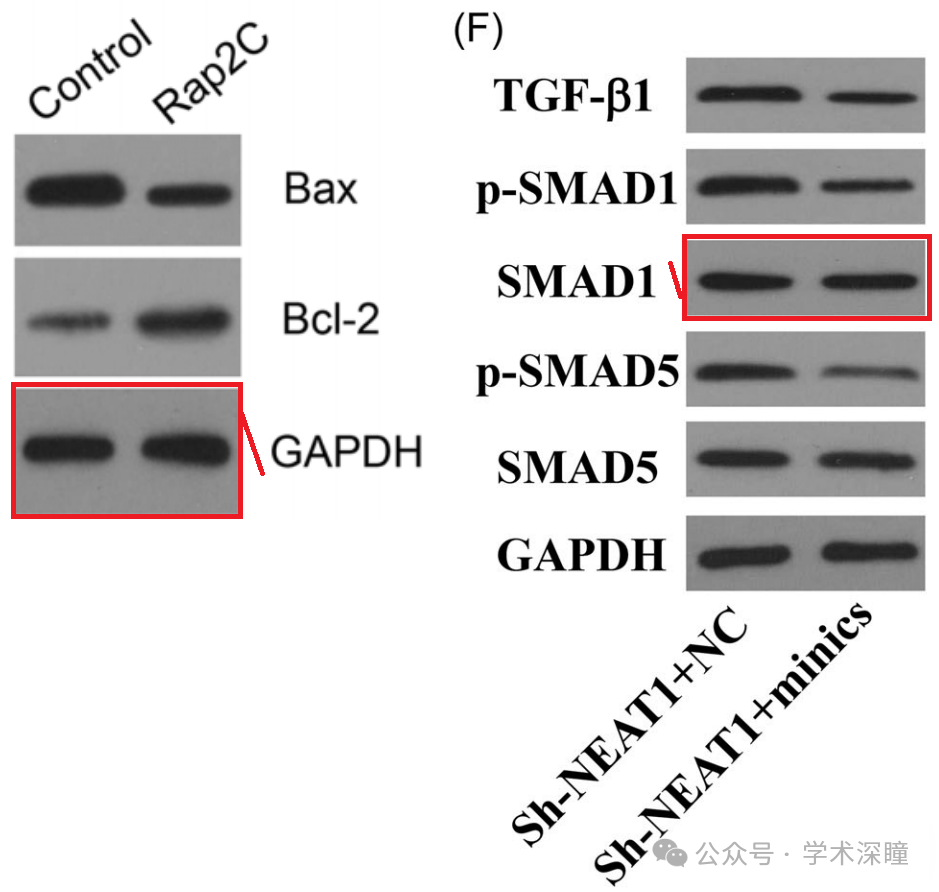 Control
Rap2C
Bax
Bcl-2
GAPDH
(F)
TGF-β1
p-SMAD1
SMAD1
p-SMAD5
SMAD5
GAPDH
Sh-NEAT1+NC
Sh-NEAT1+minics
公众号 · 学术深瞳